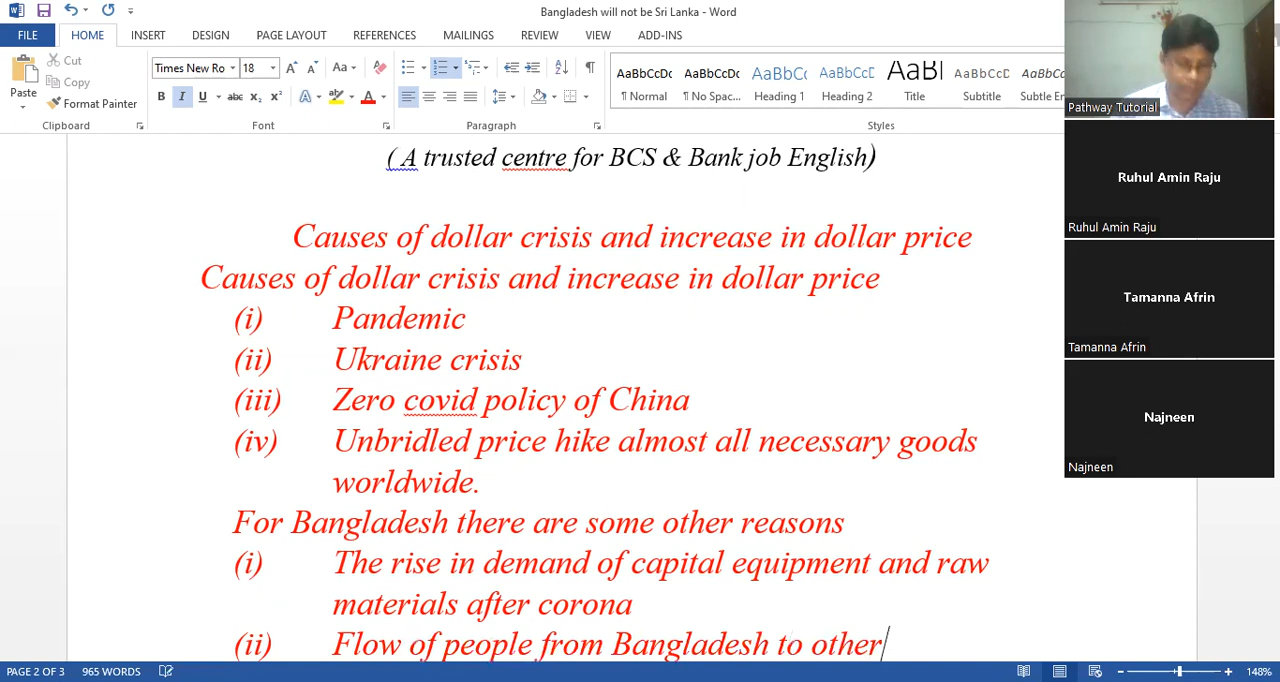 Bangladesh will not be Sri Lanka - Word
FILE HOME INSERT DESIGN PAGE LAYOUT REFERENCES MAILINGS REVIEW VIEW ADD-INS
Cut
Copy
Paste
Format Painter
Times New Ro 18
AaBbCcDc AaBbCcDc AaBbCc AaBbCcC AaBl AaBbCcC AaBbCcL
¶ Normal ¶ No Spac... Heading 1 Heading 2 Title Subtitle Subtle En
Clipboard Font Paragraph Styles
( A trusted centre for BCS & Bank job English)
Causes of dollar crisis and increase in dollar price
Causes of dollar crisis and increase in dollar price
(i) Pandemic
(ii) Ukraine crisis
(iii) Zero covid policy of China
(iv) Unbridled price hike almost all necessary goods
worldwide.
For Bangladesh there are some other reasons
(i) The rise in demand of capital equipment and raw
materials after corona
(ii) Flow of people from Bangladesh to other
PAGE 2 OF 3 965 WORDS
148%
Pathway Tutorial
Ruhul Amin Raju
Ruhul Amin Raju
Tamanna Afrin
Tamanna Afrin
Najneen
Najneen